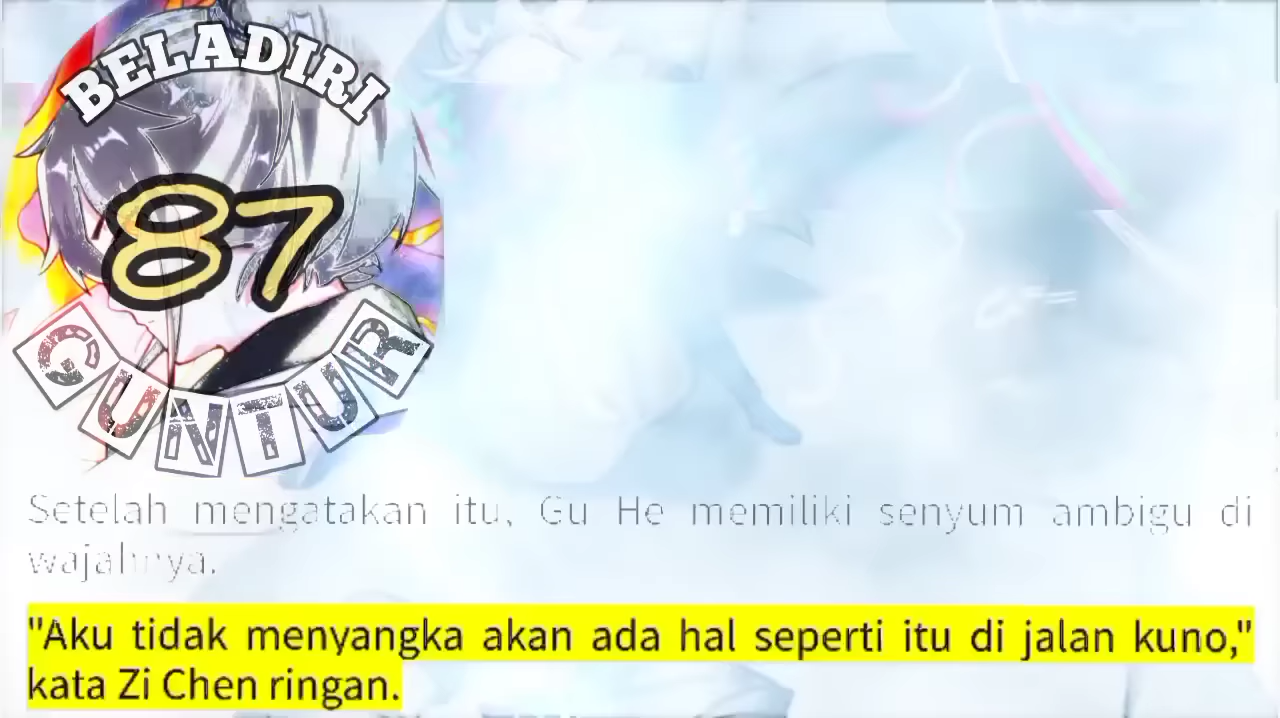 BELADIRI
87
GUNTUR
Setelah mengatakan itu, Gu He memiliki senyum ambigu di
wajahnya.
"Aku tidak menyangka akan ada hal seperti itu di jalan kuno,"
kata Zi Chen ringan.